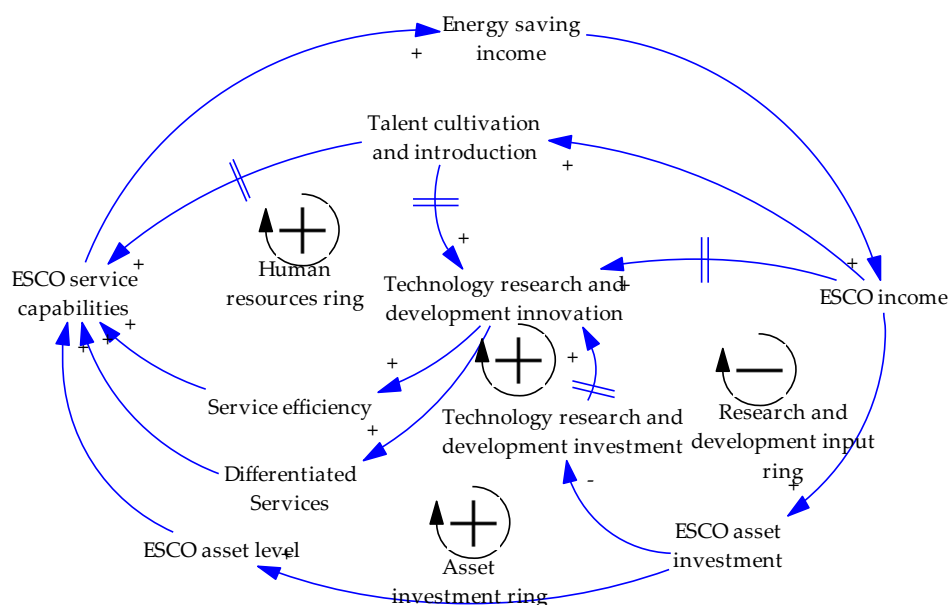 Energy saving
income
+
Talent cultivation
and introduction
+
+
+
+
ESCO service
capabilities
Human
resources ring
Technology research and
development innovation
+
ESCO income
+
+
+
+
+
+
Service efficiency
Technology research and
development investment
Research and
development input
ring
+
Differentiated
Services
-
+
ESCO asset level
+
Asset
investment ring
ESCO asset
investment